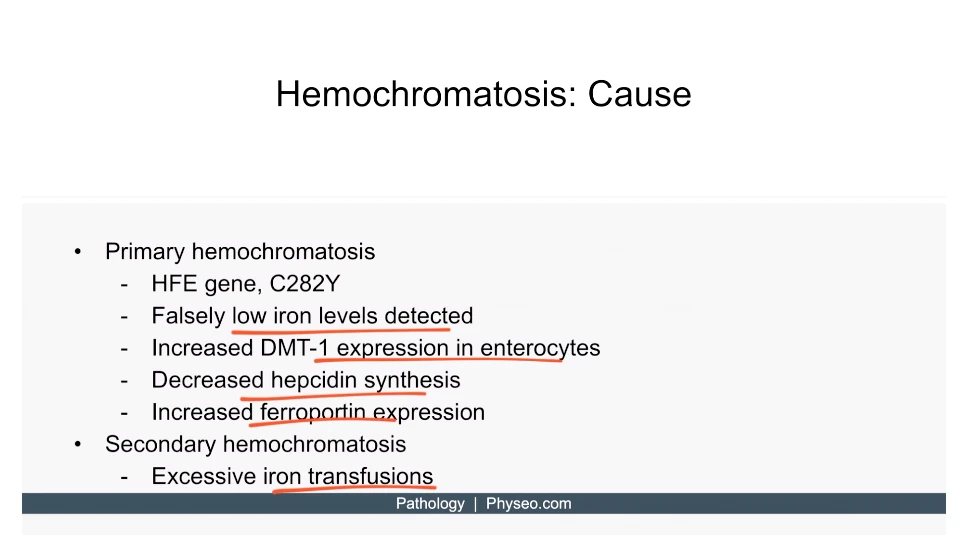 Hemochromatosis: Cause
• Primary hemochromatosis
- HFE gene, C282Y
- Falsely low iron levels detected
- Increased DMT-1 expression in enterocytes
- Decreased hepcidin synthesis
- Increased ferroportin expression
• Secondary hemochromatosis
- Excessive iron transfusions
Pathology | Physeo.com